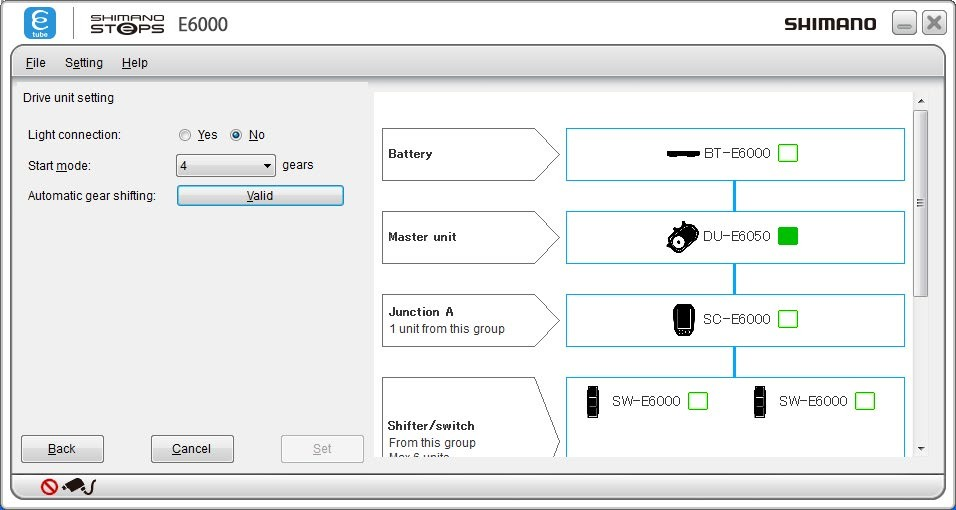 e tube SHIMANO STEPS E6000 SHIMANO
File Setting Help
Drive unit setting
Light connection: Yes No
Start mode: 4 gears
Automatic gear shifting: Valid
Back Cancel Set
Battery
BT-E6000
Master unit
DU-E6050
Junction A
1 unit from this group
SC-E6000
Shifter/switch
From this group
Max 6 units
SW-E6000 SW-E6000